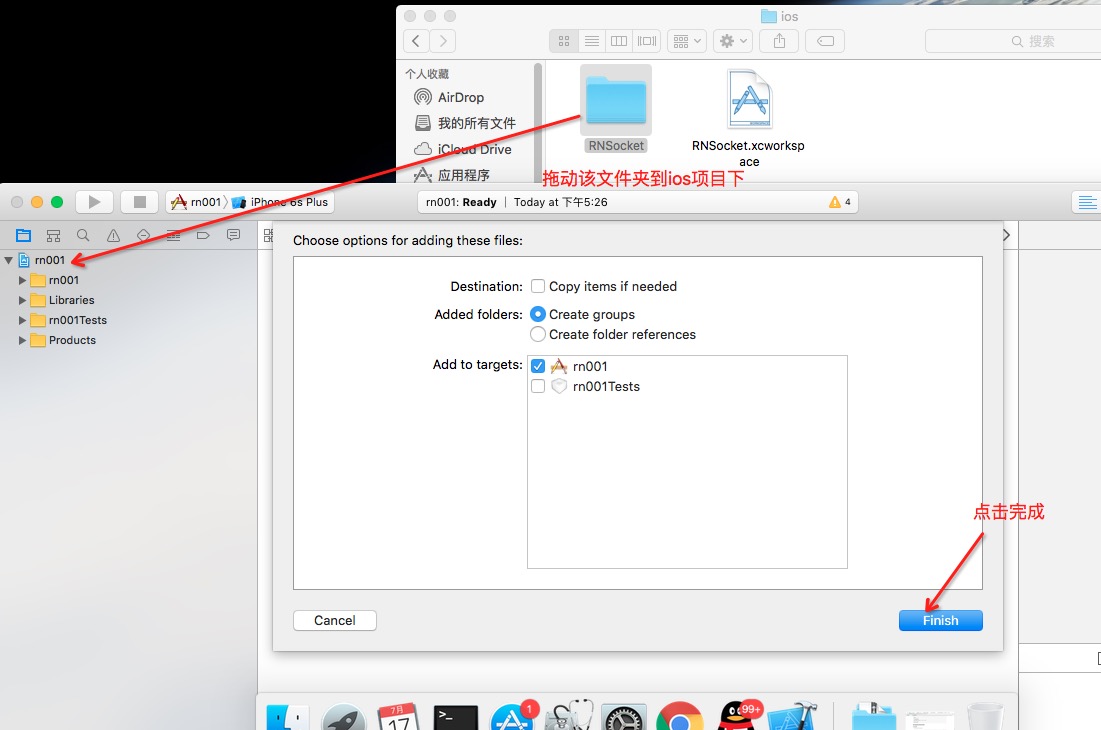 ios
搜索
个人收藏
AirDrop
我的所有文件
iCloud Drive
应用程序
RNSocket
RNSocket.xcworksp
ace
拖动该文件夹到ios项目下
rn001
iPhone 6s Plus
rn001: Ready | Today at 下午5:26
4
rn001
rn001
Libraries
rn001Tests
Products
Choose options for adding these files:
Destination: Copy items if needed
Added folders: Create groups
Create folder references
Add to targets: rn001
rn001Tests
点击完成
Cancel
Finish
7月
17
>_
1
99+